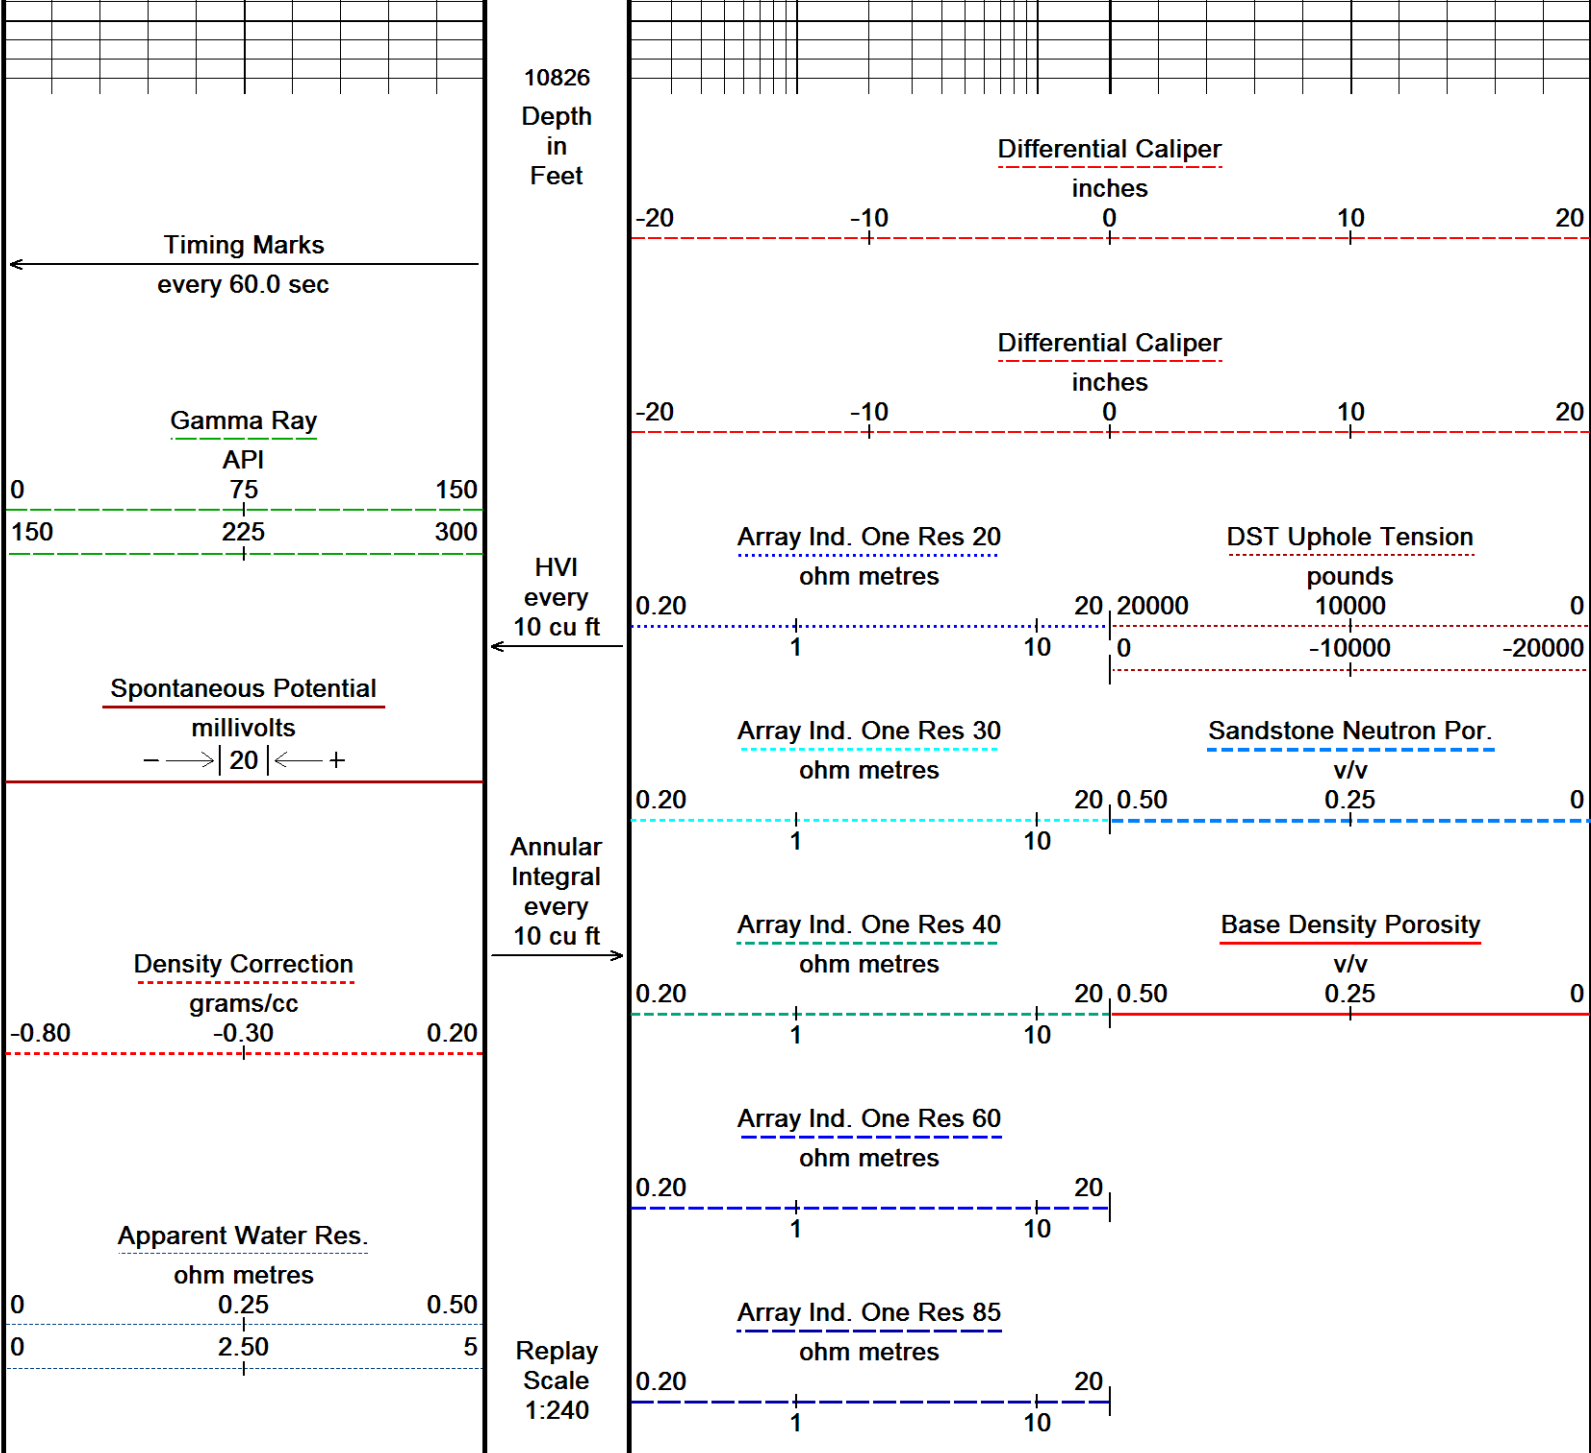 10826
Depth
in
Feet
Timing Marks
every 60.0 sec
Gamma Ray
API
0 75 150
150 225 300
Spontaneous Potential
millivolts
− 20 +
Density Correction
grams/cc
-0.80 -0.30 0.20
Apparent Water Res.
ohm metres
0 0.25 0.50
0 2.50 5
HVI
every
10 cu ft
Annular
Integral
every
10 cu ft
Replay
Scale
1:240
Differential Caliper
inches
-20 -10 0 10 20
Differential Caliper
inches
-20 -10 0 10 20
Array Ind. One Res 20
ohm metres
0.20 20
1 10
DST Uphole Tension
pounds
20000 10000 0
0 -10000 -20000
Array Ind. One Res 30
ohm metres
0.20 20
1 10
Sandstone Neutron Por.
v/v
0.50 0.25 0
Array Ind. One Res 40
ohm metres
0.20 20
1 10
Base Density Porosity
v/v
0.50 0.25 0
Array Ind. One Res 60
ohm metres
0.20 20
1 10
Array Ind. One Res 85
ohm metres
0.20 20
1 10